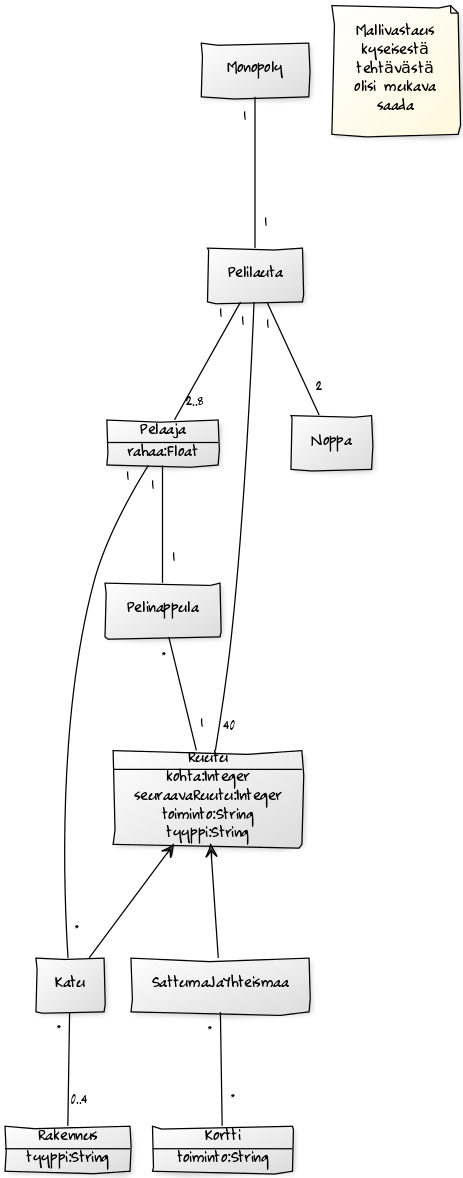 Monopoly
Mallivastaus
kyseisestä
tehtävästä
olisi mukava
saada
1
1
Pelilauta
1
1
1
2..8
2
Pelaaja
rahaa:Float
Noppa
1
1
1
Pelinappula
*
1
40
Ruutu
kohta:Integer
seuraavaRuutu:Integer
toiminto:String
tyyppi:String
*
Katu
SattumaJaYhteismaa
*
*
0..4
*
Rakennus
tyyppi:String
Kortti
toiminto:String